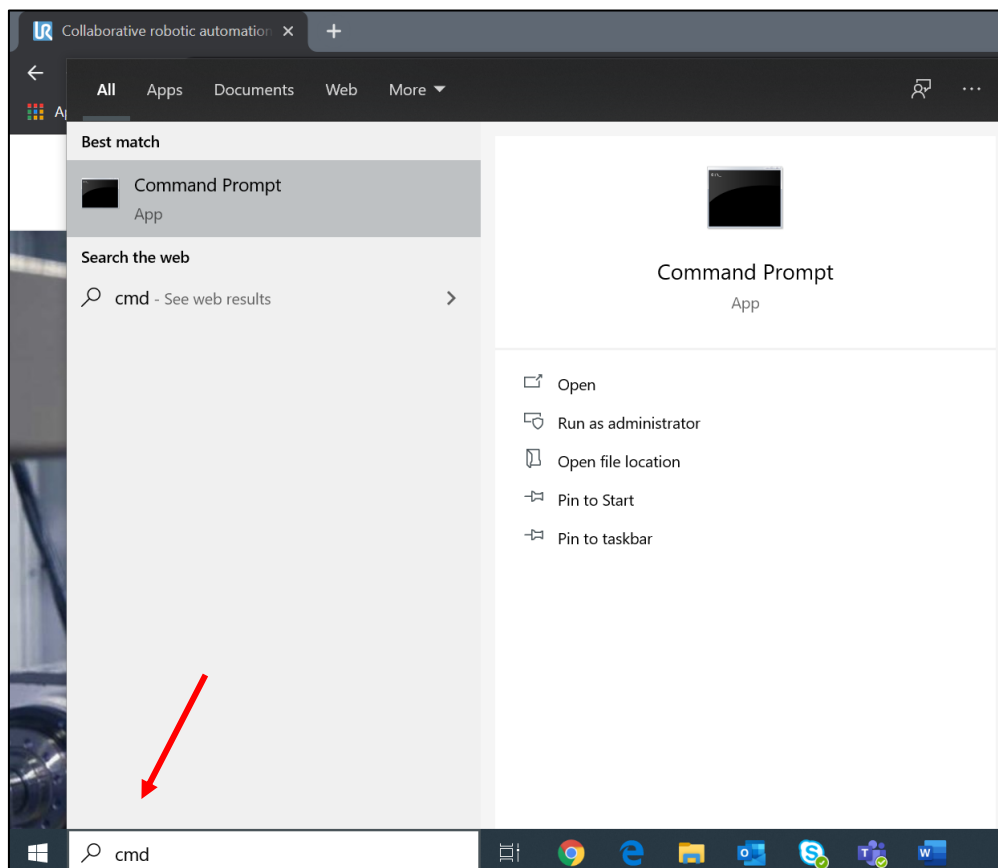 Collaborative robotic automation
All Apps Documents Web More
Best match
Command Prompt
App
Search the web
cmd - See web results
Command Prompt
App
Open
Run as administrator
Open file location
Pin to Start
Pin to taskbar
cmd